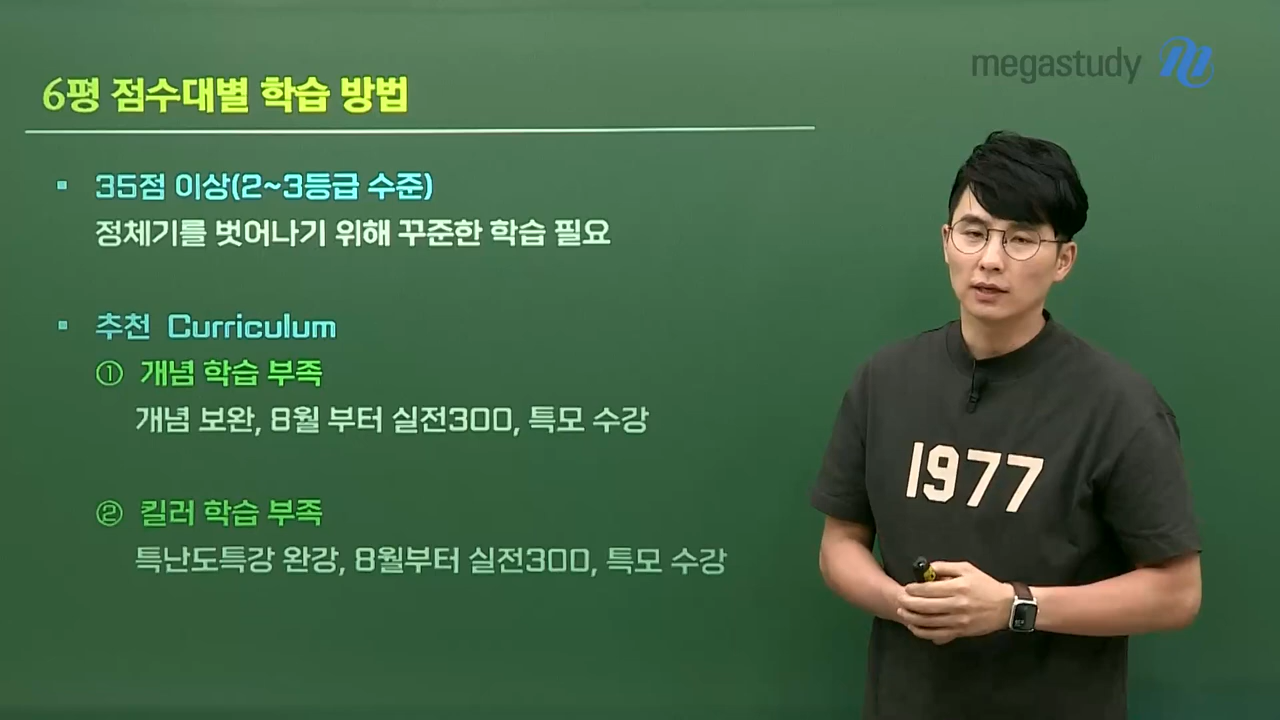 megastudy
6평 점수대별 학습 방법
▪ 35점 이상(2~3등급 수준)
정체기를 벗어나기 위해 꾸준한 학습 필요
▪ 추천 Curriculum
① 개념 학습 부족
개념 보완, 8월 부터 실전300, 특모 수강
② 킬러 학습 부족
특난도특강 완강, 8월부터 실전300, 특모 수강
1977